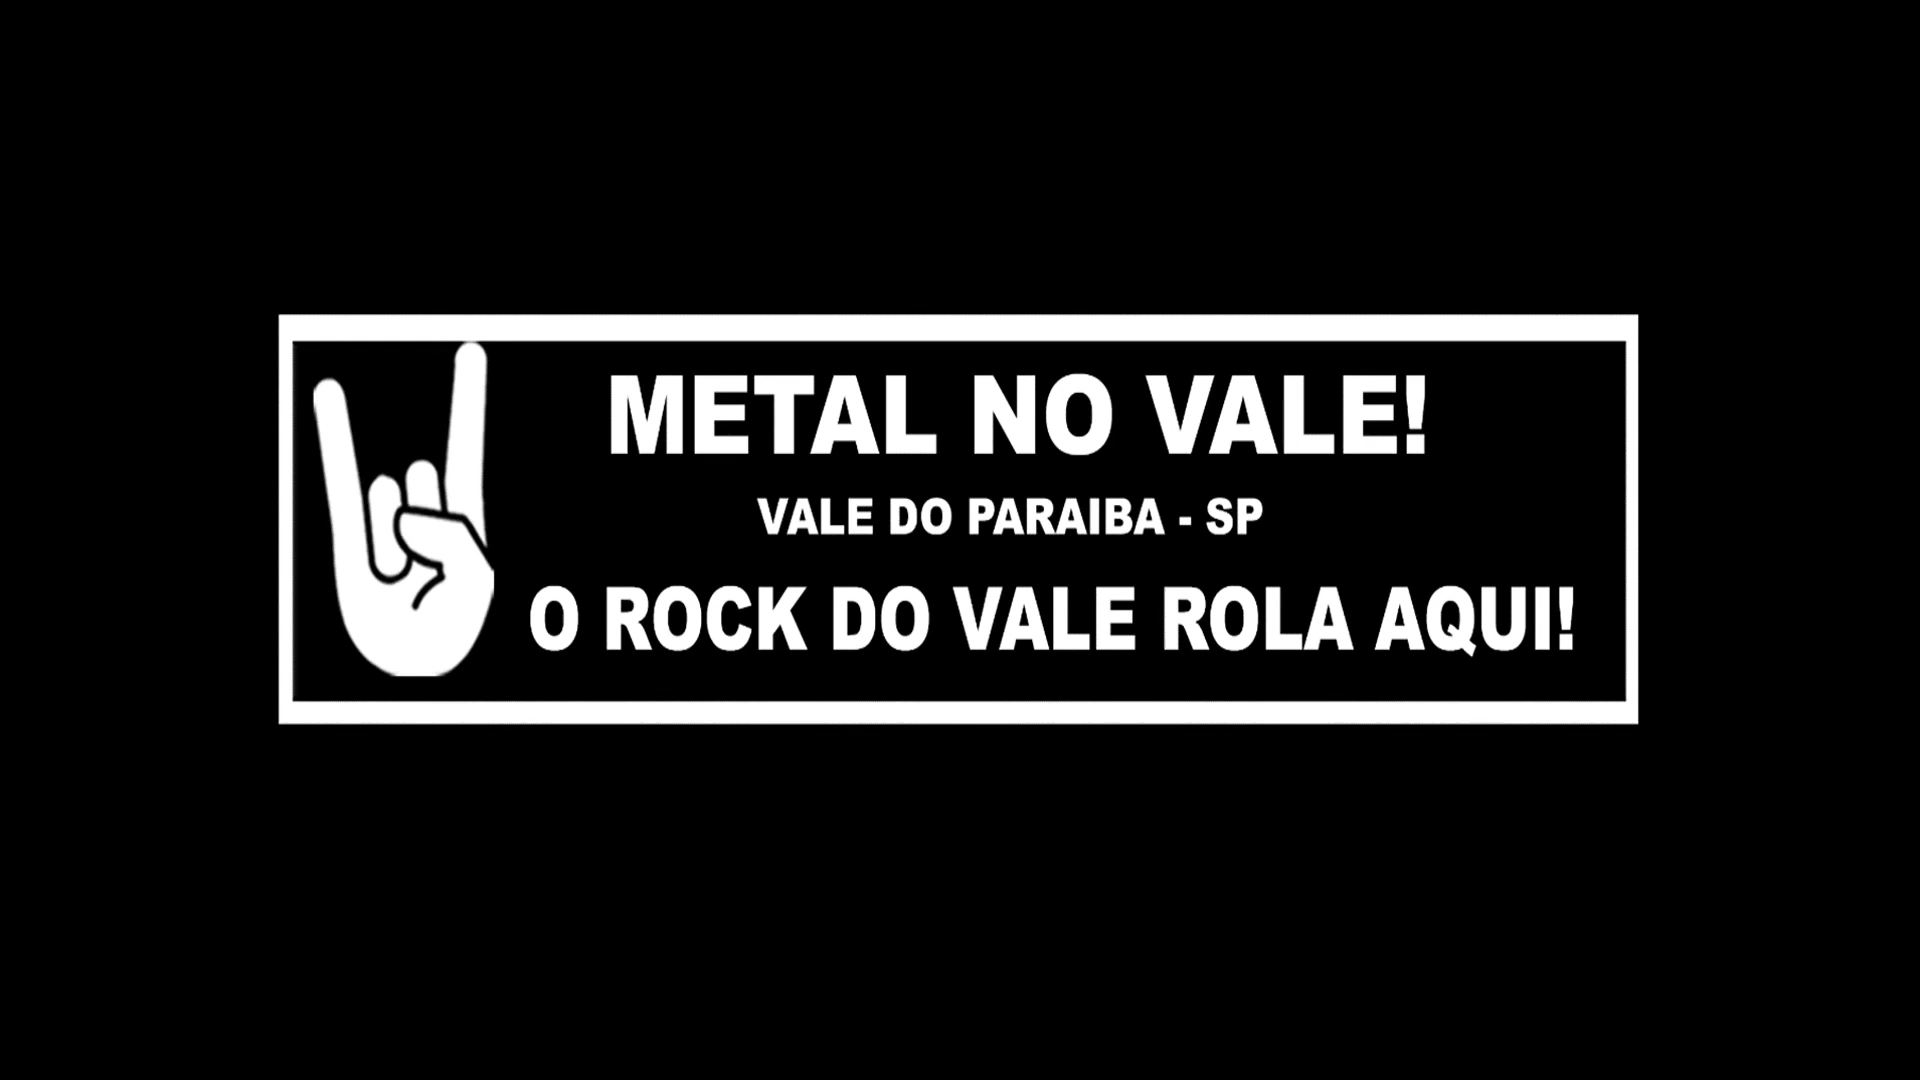 METAL NO VALE!
VALE DO PARAIBA - SP
O ROCK DO VALE ROLA AQUI!